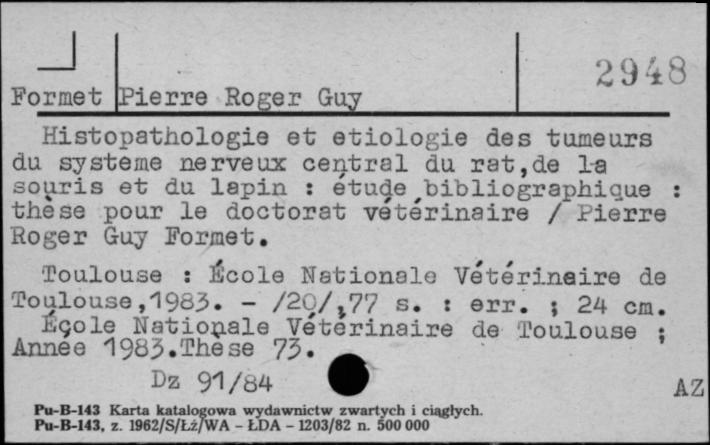 2948
Formet Pierre Roger Guy
Histopathologie et etiologie des tumeurs
du systeme nerveux central du rat,de la
souris et du lapin : étude bibliographique :
thèse pour le doctorat vétérinaire / Pierre
Roger Guy Formet.
Toulouse : École Nationale Vétérinaire de
Toulouse,1983. - /20/,77 s. : err. ; 24 cm.
École Nationale Vétérinaire de Toulouse ;
Année 1983.Thèse 73.
Dz 91/84
AZ
Pu-B-143 Karta katalogowa wydawnictw zwartych i ciągłych.
Pu-B-143, z. 1962/S/Łź/WA - ŁDA - 1203/82 n. 500 000